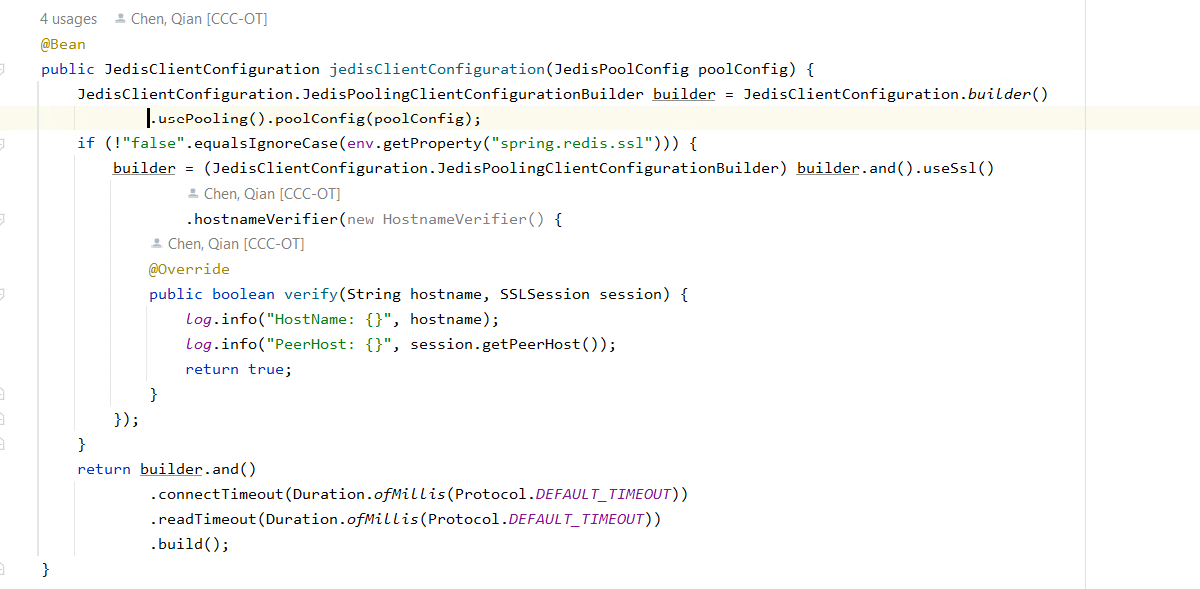 4 usages Chen, Qian [CCC-OT]
@Bean
public JedisClientConfiguration jedisClientConfiguration(JedisPoolConfig poolConfig) {
JedisClientConfiguration.JedisPoolingClientConfigurationBuilder builder = JedisClientConfiguration.builder()
.usePooling().poolConfig(poolConfig);
if (!"false".equalsIgnoreCase(env.getProperty("spring.redis.ssl"))) {
builder = (JedisClientConfiguration.JedisPoolingClientConfigurationBuilder) builder.and().useSsl()
Chen, Qian [CCC-OT]
.hostnameVerifier(new HostnameVerifier() {
Chen, Qian [CCC-OT]
@Override
public boolean verify(String hostname, SSLSession session) {
log.info("HostName: {}", hostname);
log.info("PeerHost: {}", session.getPeerHost());
return true;
}
});
}
return builder.and()
.connectTimeout(Duration.ofMillis(Protocol.DEFAULT_TIMEOUT))
.readTimeout(Duration.ofMillis(Protocol.DEFAULT_TIMEOUT))
.build();
}